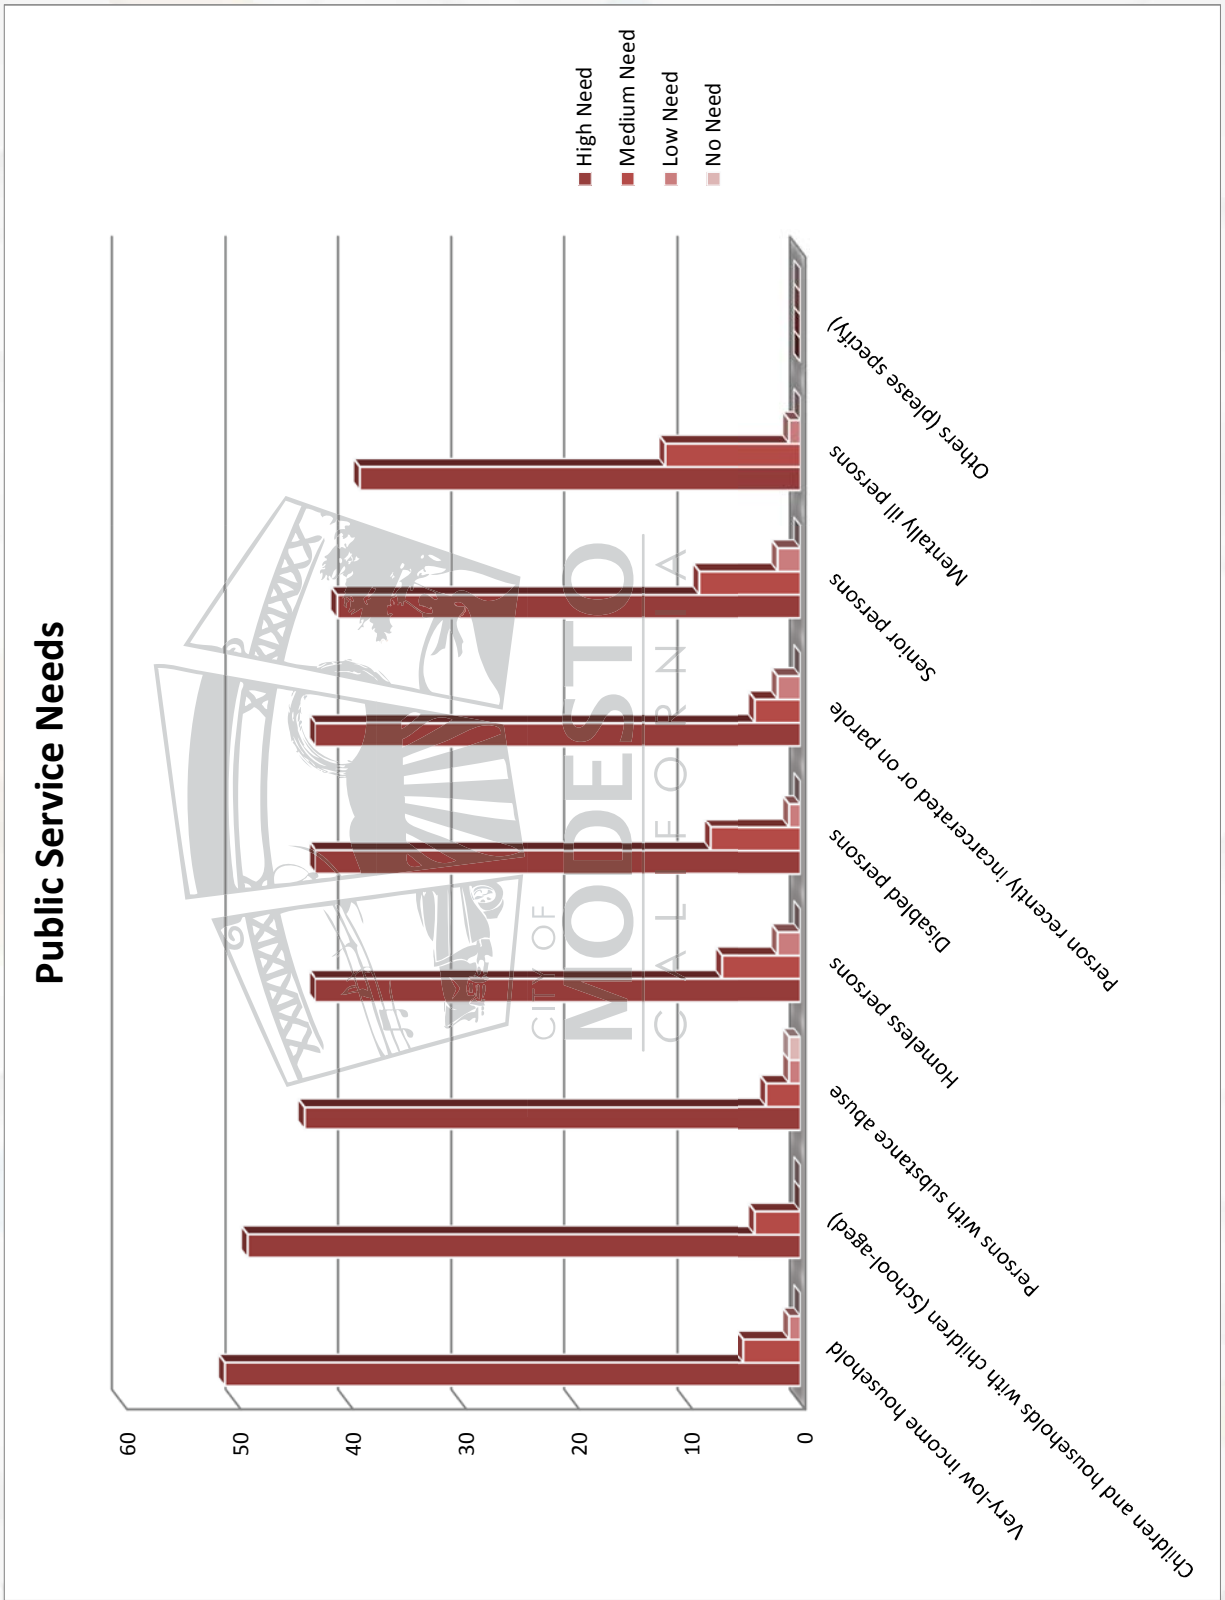 Public Service Needs
60
50
40
30
20
10
0
Very-low income household
Children and households with children (School-aged)
Persons with substance abuse
Homeless persons
Disabled persons
Person recently incarcerated or on parole
Senior persons
Mentally ill persons
Others (please specify)
High Need
Medium Need
Low Need
No Need
CITY OF
MODESTO
CALIFORNIA